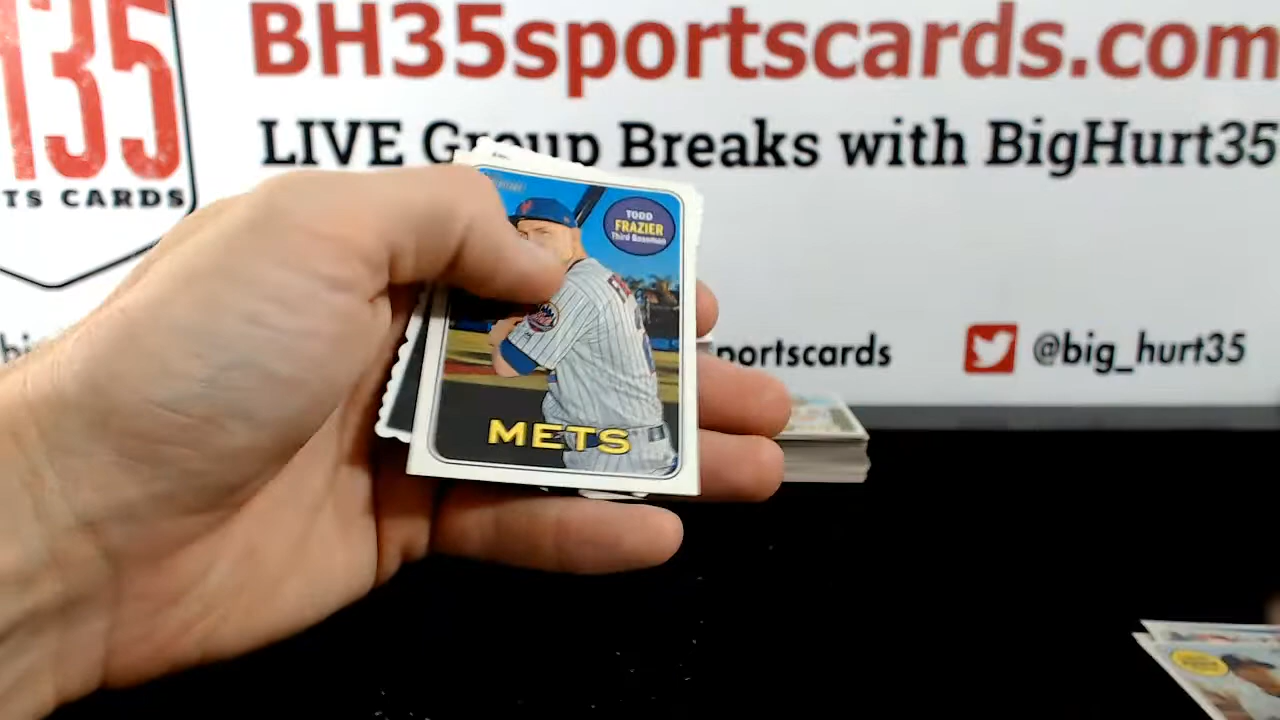 135
TS CARDS
BH35sportscards.com
LIVE Group Breaks with BigHurt35
portscards
@big_hurt35
TODD
FRAZIER
Third Baseman
METS